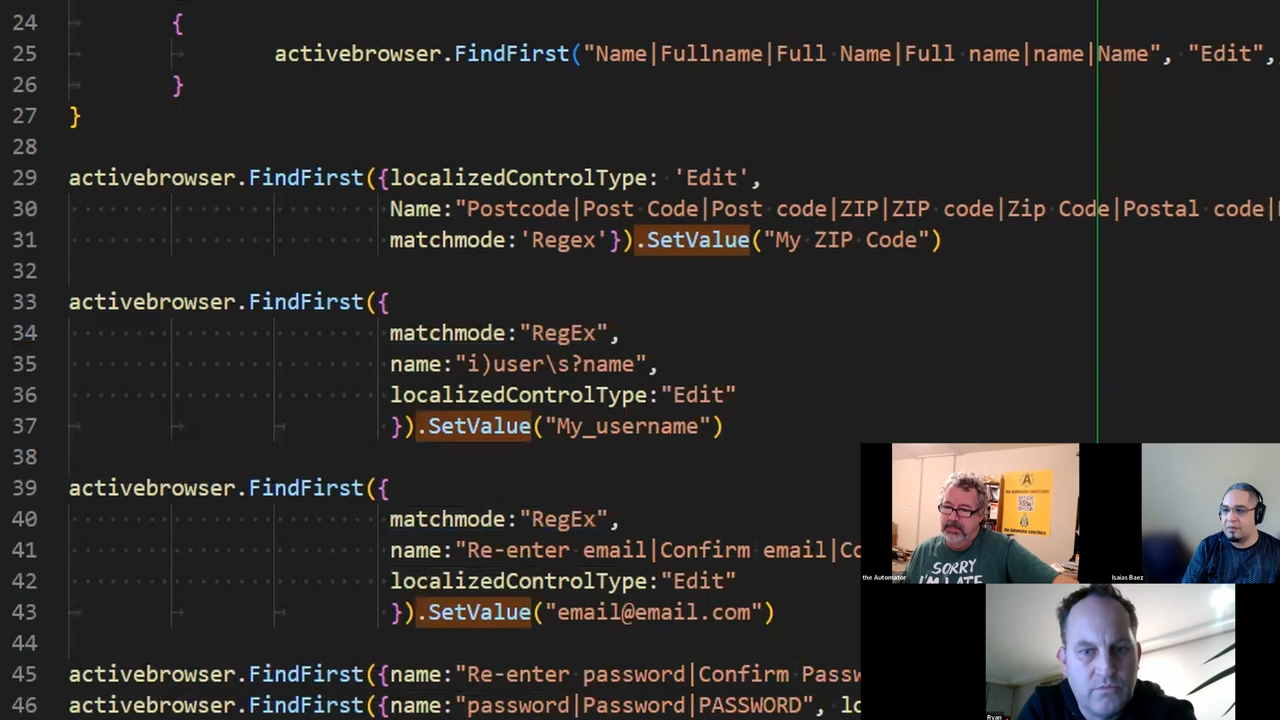 24 {
25 activebrowser.FindFirst("Name|Fullname|Full Name|Full name|name|Name", "Edit",
26 }
27 }
28
29 activebrowser.FindFirst({localizedControlType: 'Edit',
30 Name:"Postcode|Post Code|Post code|ZIP|ZIP code|Zip Code|Postal code|
31 matchmode:'Regex'}).SetValue("My ZIP Code")
32
33 activebrowser.FindFirst({
34 matchmode:"RegEx",
35 name:"i)user\s?name",
36 localizedControlType:"Edit"
37 }).SetValue("My_username")
38
39 activebrowser.FindFirst({
40 matchmode:"RegEx",
41 name:"Re-enter email|Confirm email|Co
42 localizedControlType:"Edit"
43 }).SetValue("email@email.com")
44
45 activebrowser.FindFirst({name:"Re-enter password|Confirm Passw
46 activebrowser.FindFirst({name:"password|Password|PASSWORD", lo
SORRY
I'M LATE
the Automator
Isaias Baez
Ryan